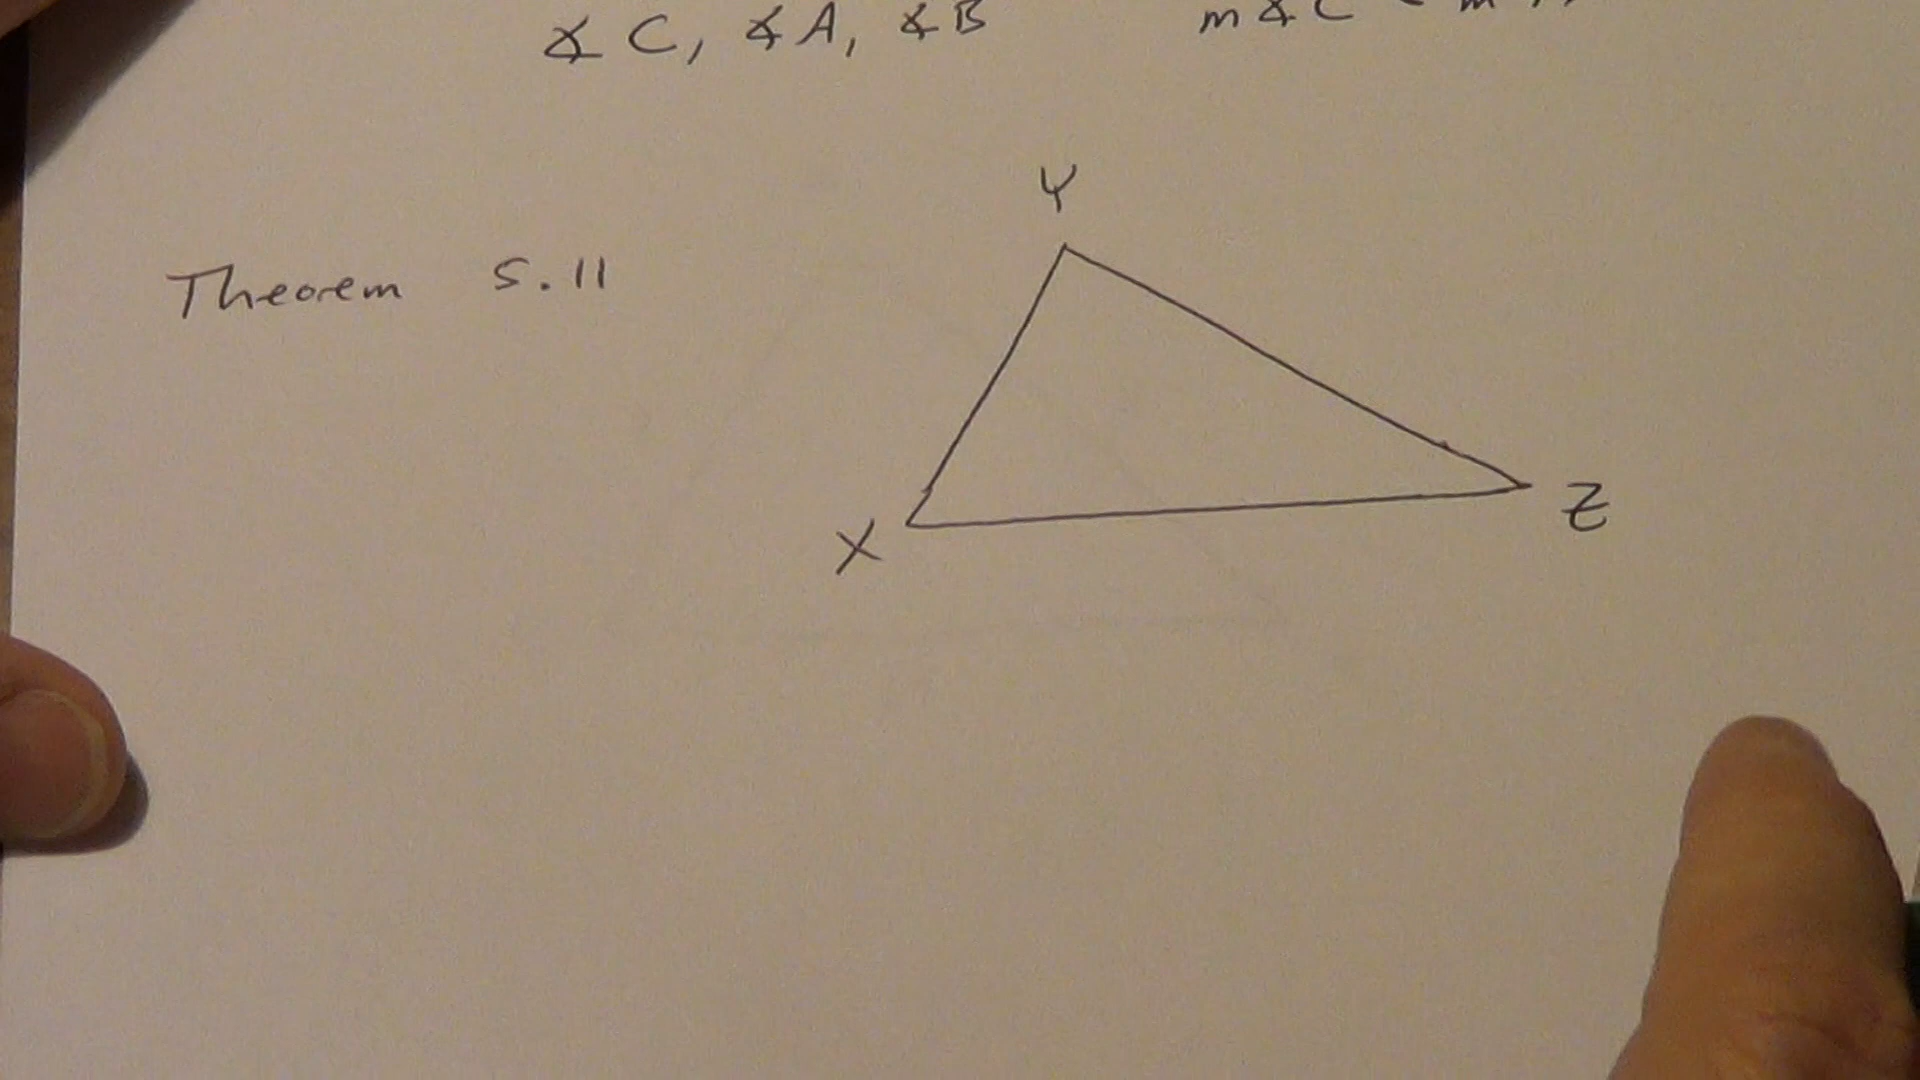 ∡ C, ∡ A, ∡ B m ∡ C
Theorem 5.11
Y
X
Z